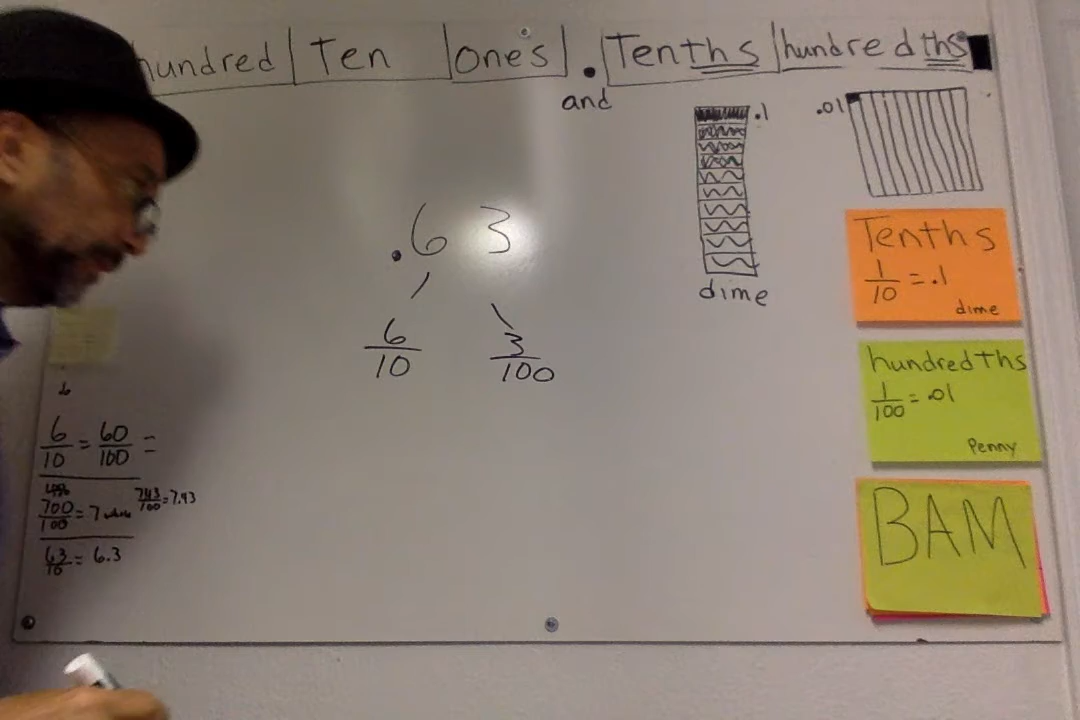 hundred | Ten | ones | . Tenths | hundredths
and
.1
.01
dime
.63
6/10 3/100
Tenths
1/10 = .1
dime
hundredths
1/100 = .01
Penny
BAM
6/10 = 60/100 =
700/100 = 7 whole
743/100 = 7.43
63/10 = 6.3